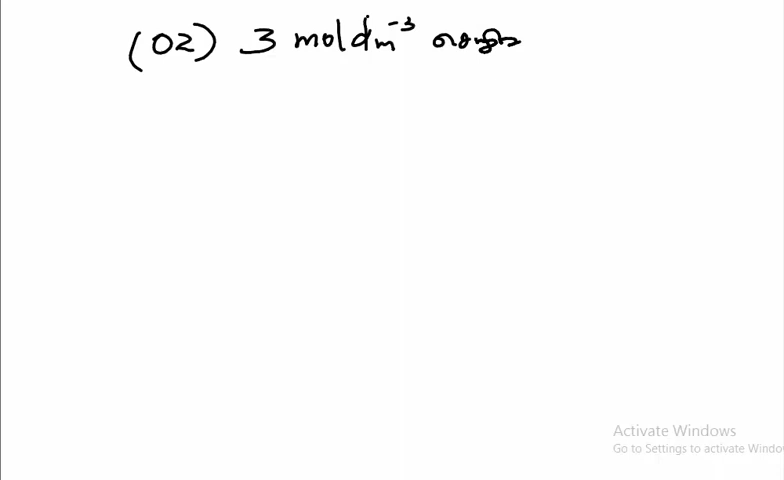 (02) 3 moldm⁻³
Activate Windows
Go to Settings to activate Windo